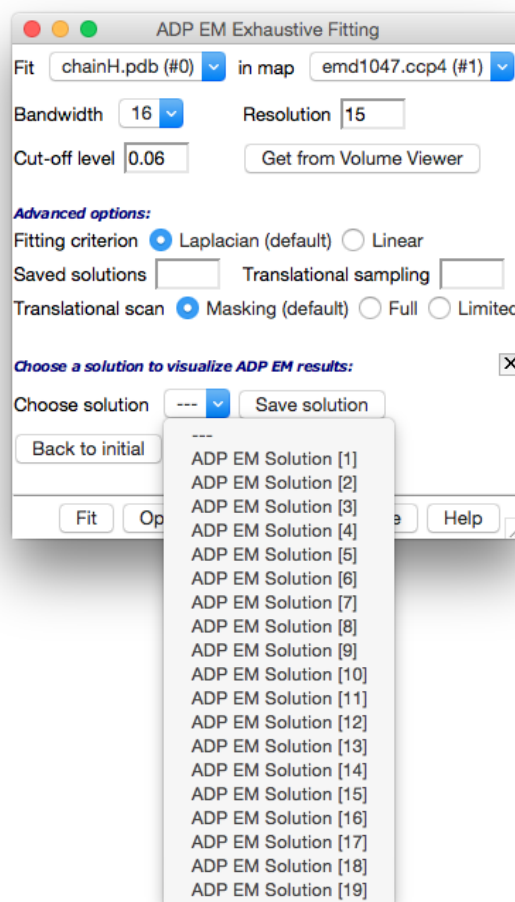 ADP EM Exhaustive Fitting
Fit chainH.pdb (#0) in map emd1047.ccp4 (#1)
Bandwidth 16 Resolution 15
Cut-off level 0.06 Get from Volume Viewer
Advanced options:
Fitting criterion Laplacian (default) Linear
Saved solutions Translational sampling
Translational scan Masking (default) Full Limited
Choose a solution to visualize ADP EM results:
Choose solution --- Save solution
Back to initial
---
ADP EM Solution [1]
ADP EM Solution [2]
ADP EM Solution [3]
ADP EM Solution [4]
ADP EM Solution [5]
ADP EM Solution [6]
ADP EM Solution [7]
ADP EM Solution [8]
ADP EM Solution [9]
ADP EM Solution [10]
ADP EM Solution [11]
ADP EM Solution [12]
ADP EM Solution [13]
ADP EM Solution [14]
ADP EM Solution [15]
ADP EM Solution [16]
ADP EM Solution [17]
ADP EM Solution [18]
ADP EM Solution [19]
Fit Help